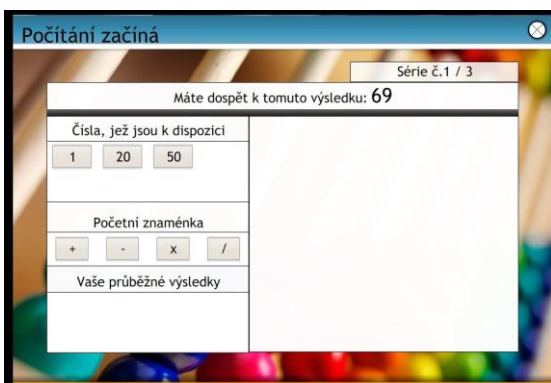 Počítání začíná
Série č.1 / 3
Máte dospět k tomuto výsledku: 69
Čísla, jež jsou k dispozici
1 20 50
Početní znaménka
+ - x /
Vaše průběžné výsledky